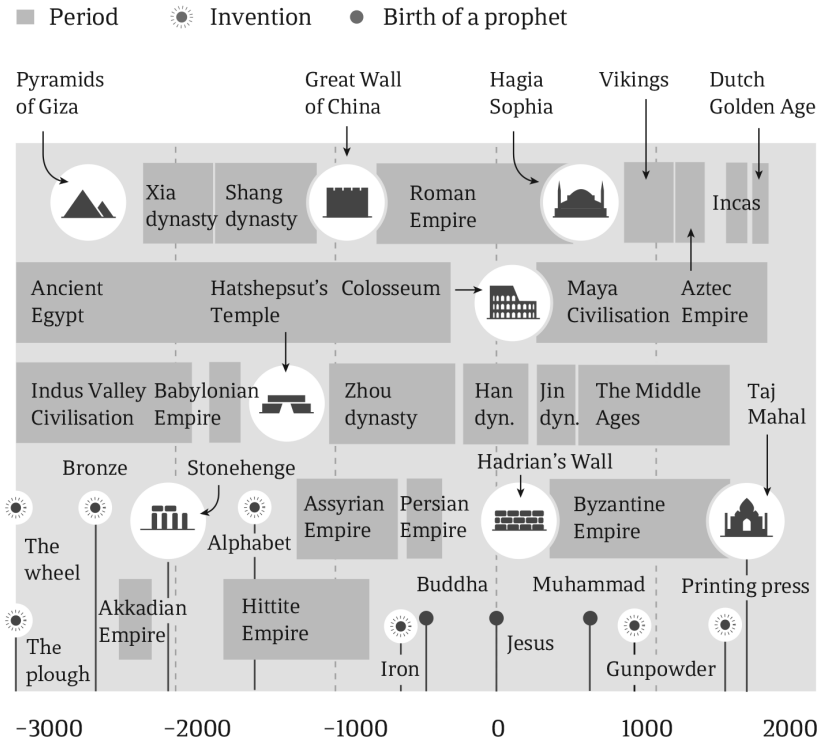 Period Invention Birth of a prophet
Pyramids
of Giza
Great Wall
of China
Hagia
Sophia
Vikings
Dutch
Golden Age
Xia
dynasty
Shang
dynasty
Roman
Empire
Incas
Ancient
Egypt
Hatshepsut’s
Temple
Colosseum
Maya
Civilisation
Aztec
Empire
Indus Valley
Civilisation
Babylonian
Empire
Zhou
dynasty
Han
dyn.
Jin
dyn.
The Middle
Ages
Taj
Mahal
Bronze
Stonehenge
Hadrian’s Wall
The
wheel
Alphabet
Assyrian
Empire
Persian
Empire
Byzantine
Empire
The
plough
Akkadian
Empire
Hittite
Empire
Iron
Buddha
Jesus
Muhammad
Gunpowder
Printing press
−3000 −2000 −1000 0 1000 2000